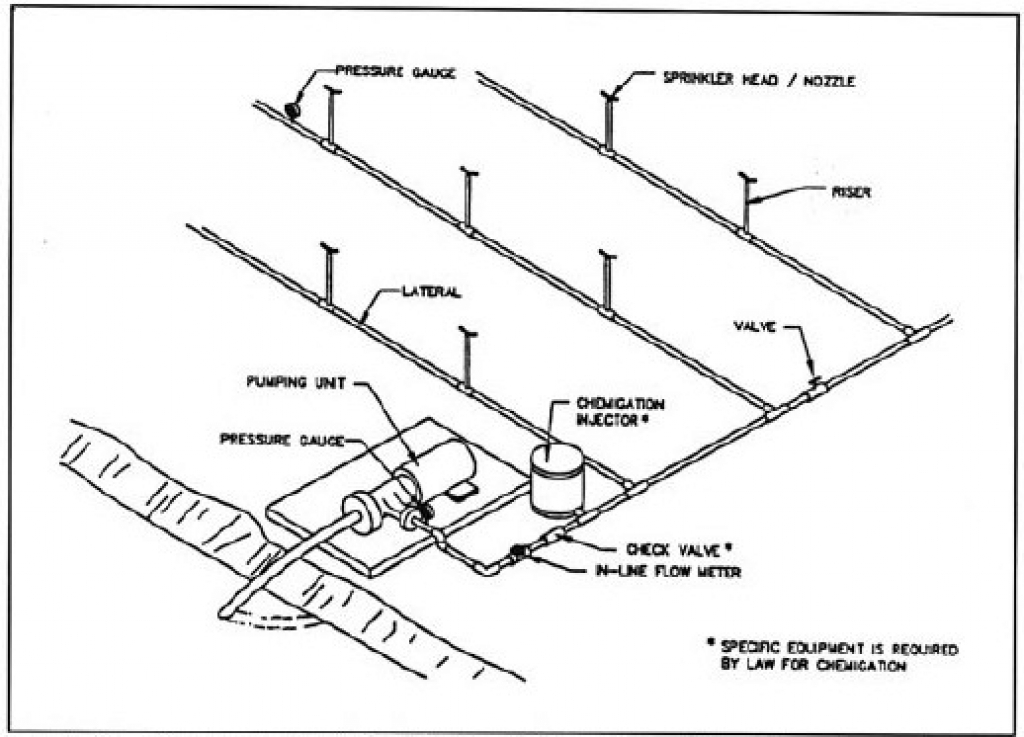 PRESSURE GAUGE
SPRINKLER HEAD / NOZZLE
RISER
LATERAL
VALVE
PUMPING UNIT
CHEMIGATION
INJECTOR*
PRESSURE GAUGE
CHECK VALVE*
IN-LINE FLOW METER
* SPECIFIC EQUIPMENT IS REQUIRED
BY LAW FOR CHEMIGATION